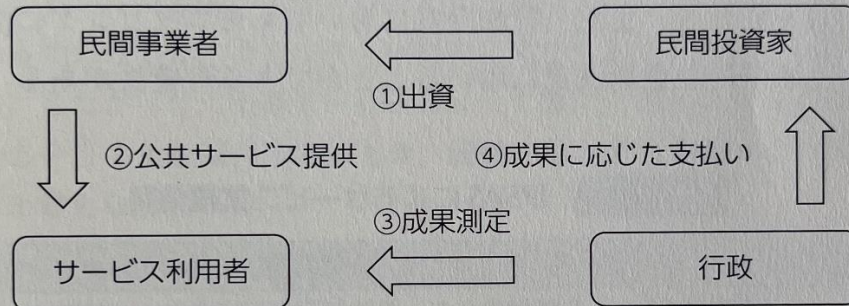 民間事業者
民間投資家
①出資
②公共サービス提供
④成果に応じた支払い
③成果測定
サービス利用者
行政